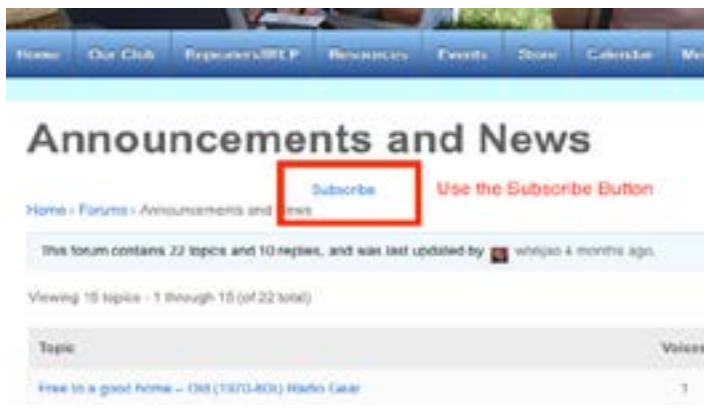 Home Our Club Repeaters/IRLP Resources Events Store Calendar
Announcements and News
Subscribe Use the Subscribe Button
Home › Forums › Announcements and News
This forum contains 22 topics and 10 replies, and was last updated by 4 months ago.
Viewing 15 topics - 1 through 15 (of 22 total)
Topic Voices
Free to a good home – Old (1970-80s) Radio Gear 1